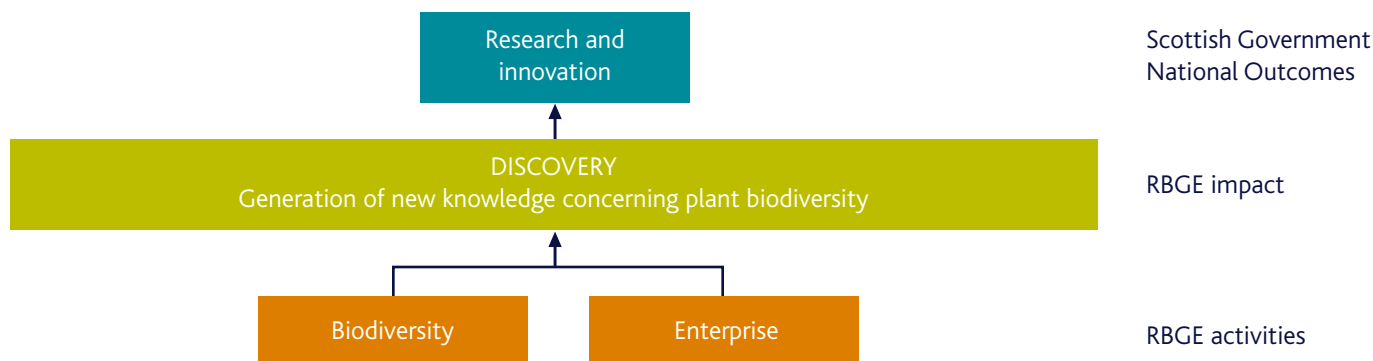 Research and
innovation
Scottish Government
National Outcomes
DISCOVERY
Generation of new knowledge concerning plant biodiversity
RBGE impact
Biodiversity
Enterprise
RBGE activities